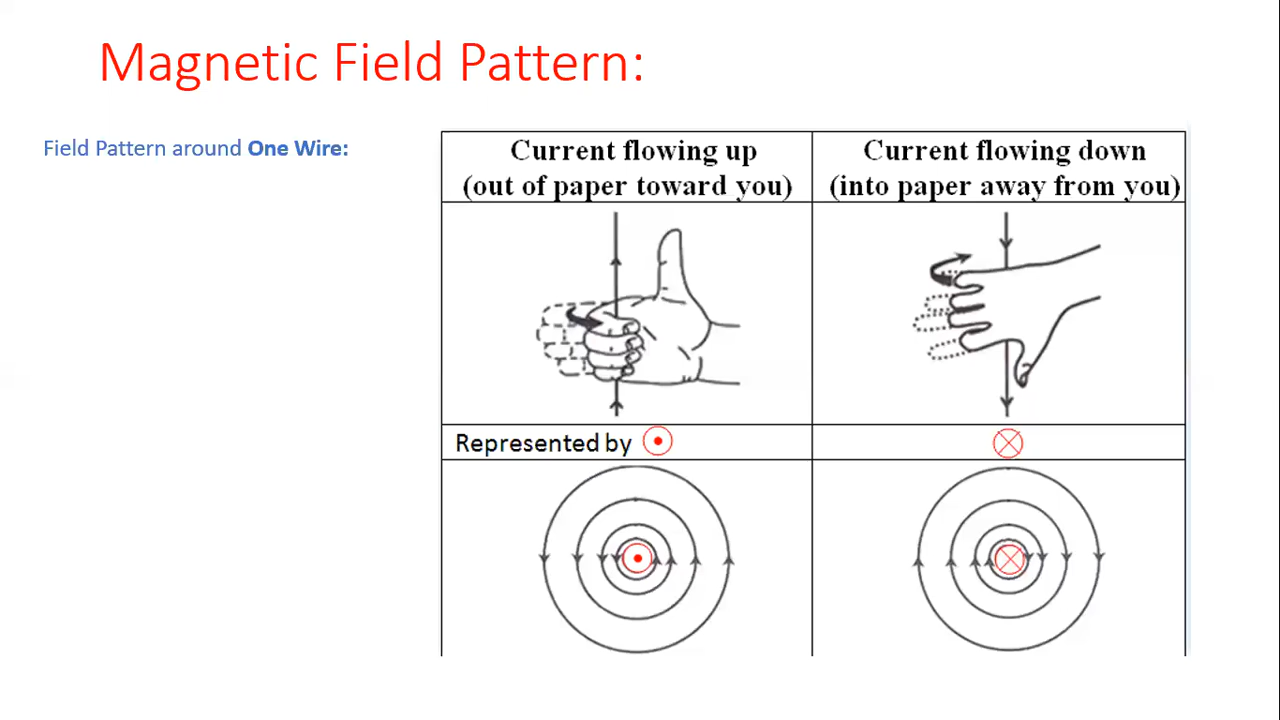 Magnetic Field Pattern:
Field Pattern around One Wire:
Current flowing up
(out of paper toward you)
Current flowing down
(into paper away from you)
Represented by